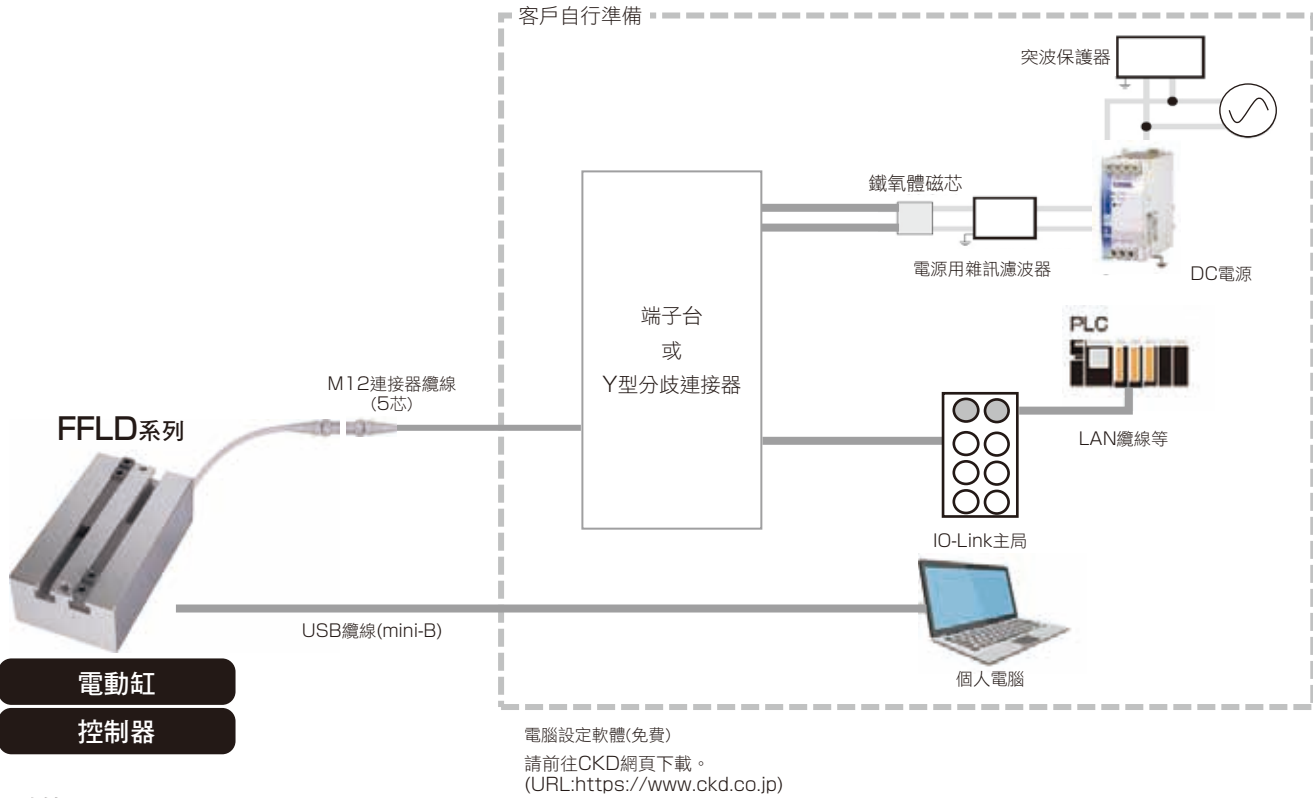 客戶自行準備
突波保護器
鐵氧體磁芯
電源用雜訊濾波器
DC電源
端子台
或
Y型分歧連接器
PLC
M12連接器纜線
(5芯)
FFLD系列
LAN纜線等
IO-Link主局
USB纜線(mini-B)
個人電腦
電動缸
控制器
電腦設定軟體(免費)
請前往CKD網頁下載。
(URL:https://www.ckd.co.jp)